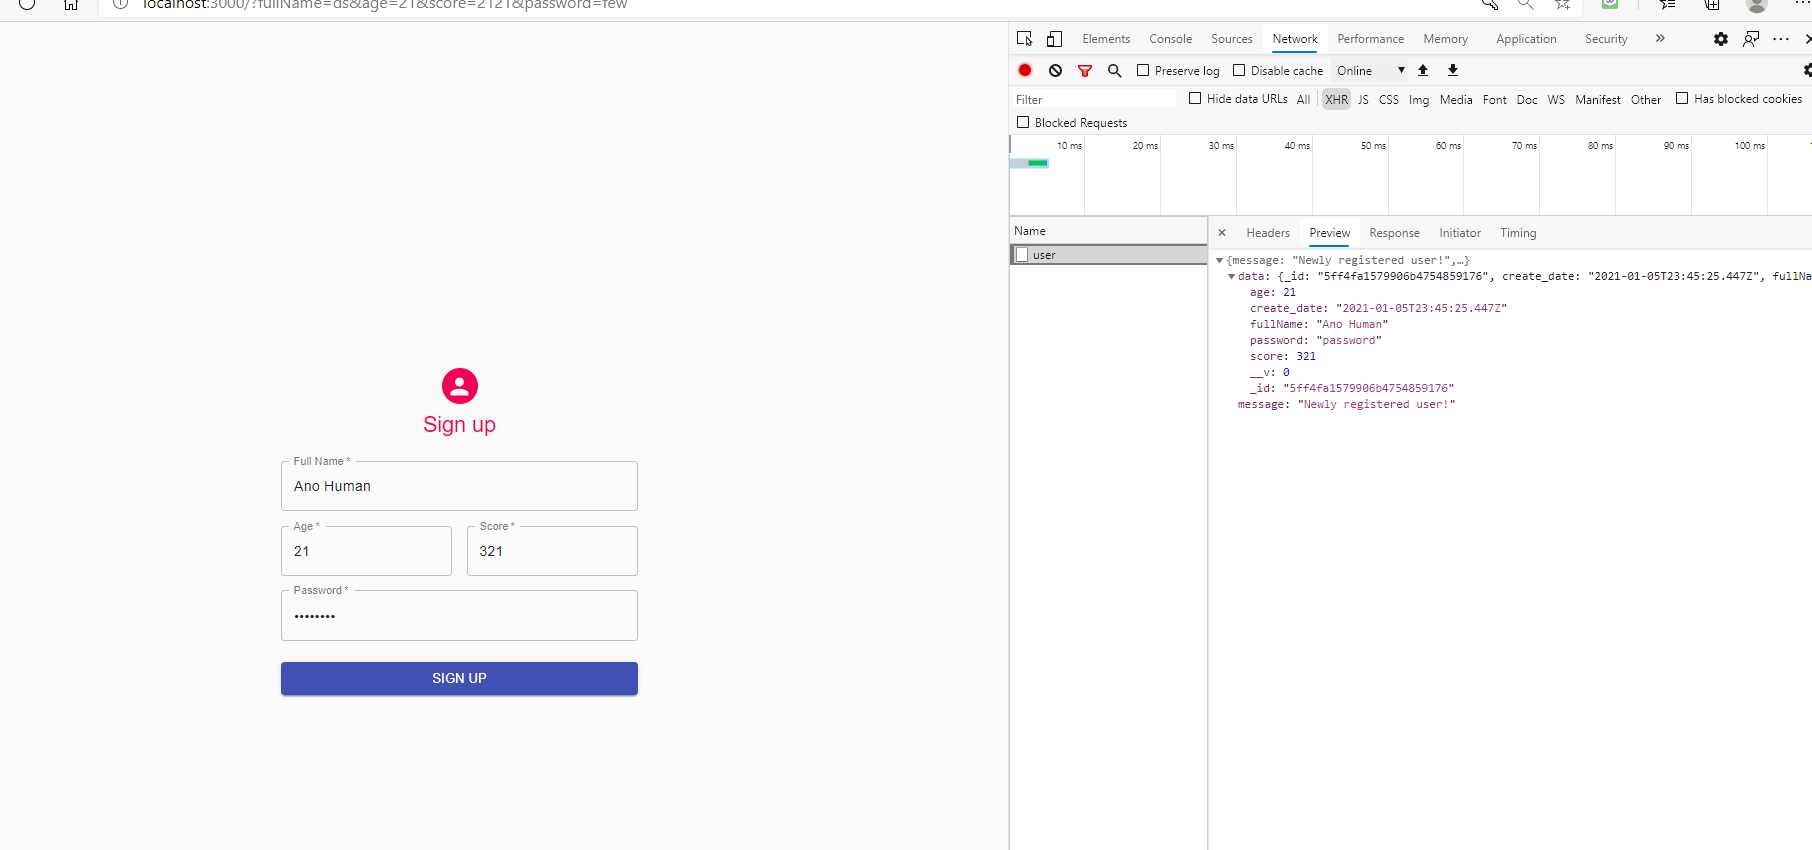 localhost:3000/?fullName=ds&age=21&score=2121&password=few
Elements Console Sources Network Performance Memory Application Security
Preserve log Disable cache Online
Filter Hide data URLs All XHR JS CSS Img Media Font Doc WS Manifest Other Has blocked cookies
Blocked Requests
10 ms 20 ms 30 ms 40 ms 50 ms 60 ms 70 ms 80 ms 90 ms 100 ms
Name
user
Headers Preview Response Initiator Timing
{message: "Newly registered user!",…}
data: {_id: "5ff4fa1579906b4754859176", create_date: "2021-01-05T23:45:25.447Z", fullNa
age: 21
create_date: "2021-01-05T23:45:25.447Z"
fullName: "Ano Human"
password: "password"
score: 321
__v: 0
_id: "5ff4fa1579906b4754859176"
message: "Newly registered user!"
Sign up
Full Name *
Ano Human
Age * Score *
21 321
Password *
••••••••
SIGN UP